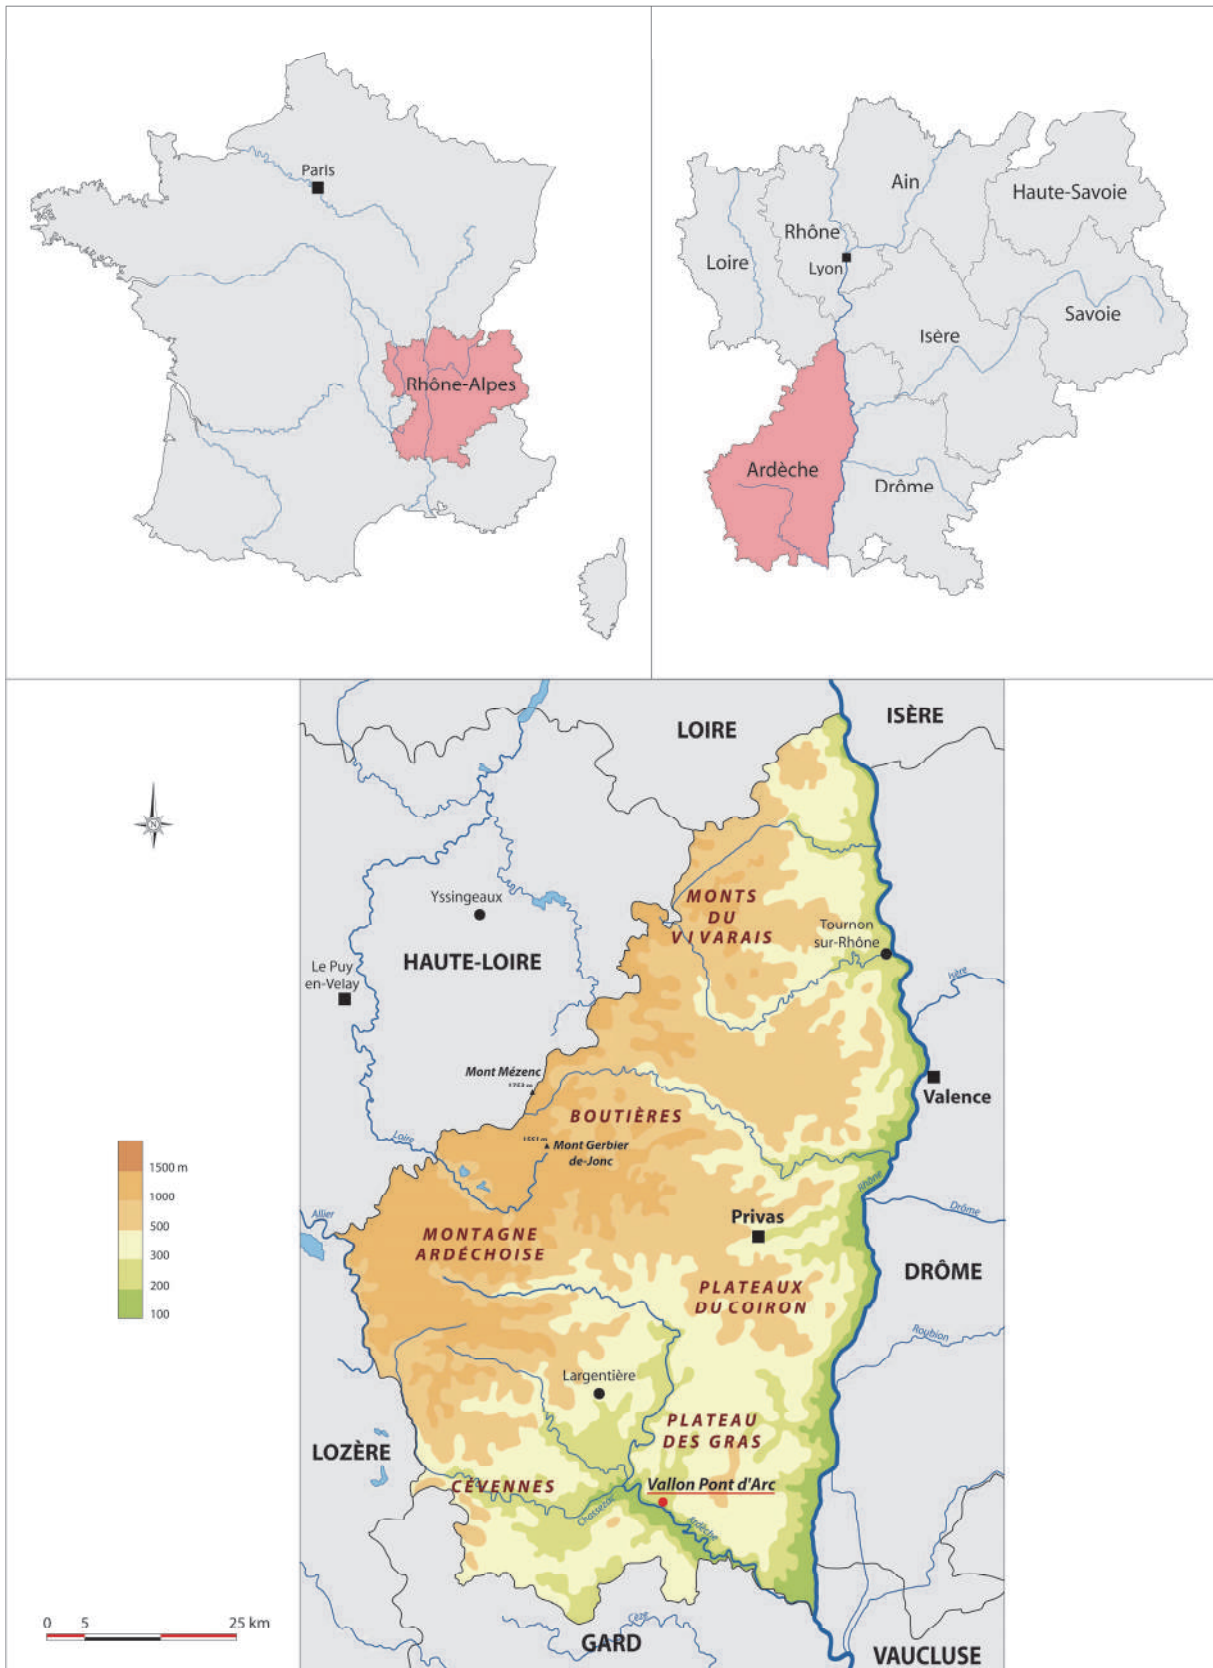 Paris
Rhône-Alpes
Ain
Haute-Savoie
Rhône
Loire
Lyon
Savoie
Isère
Ardèche
Drôme
LOIRE
ISÈRE
N
Yssingeaux
MONTS
DU
VIVARAIS
Tournon
sur-Rhône
HAUTE-LOIRE
Le Puy
en-Velay
Isère
Mont Mézenc
Valence
BOUTIÈRES
Loire
Mont Gerbier
de-Jonc
1500 m
1000
500
300
200
100
Rhône
Allier
Privas
Drôme
MONTAGNE
ARDÉCHOISE
DRÔME
PLATEAUX
DU COIRON
Roubion
Largentière
PLATEAU
DES GRAS
LOZÈRE
CÉVENNES
Vallon Pont d'Arc
Chassezac
Ardèche
0 5 25 km
Cèze
GARD
VAUCLUSE